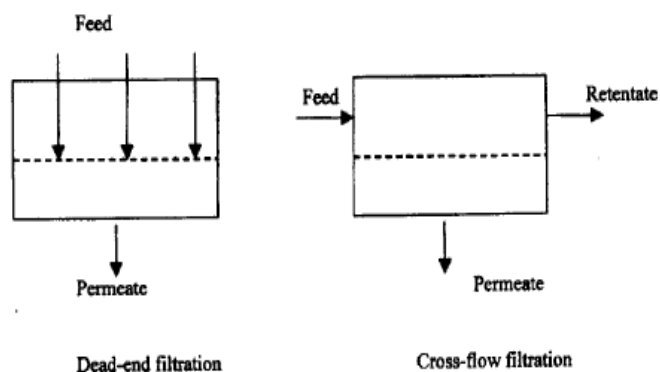 Feed
Feed
Retentate
Permeate
Permeate
Dead-end filtration
Cross-flow filtration